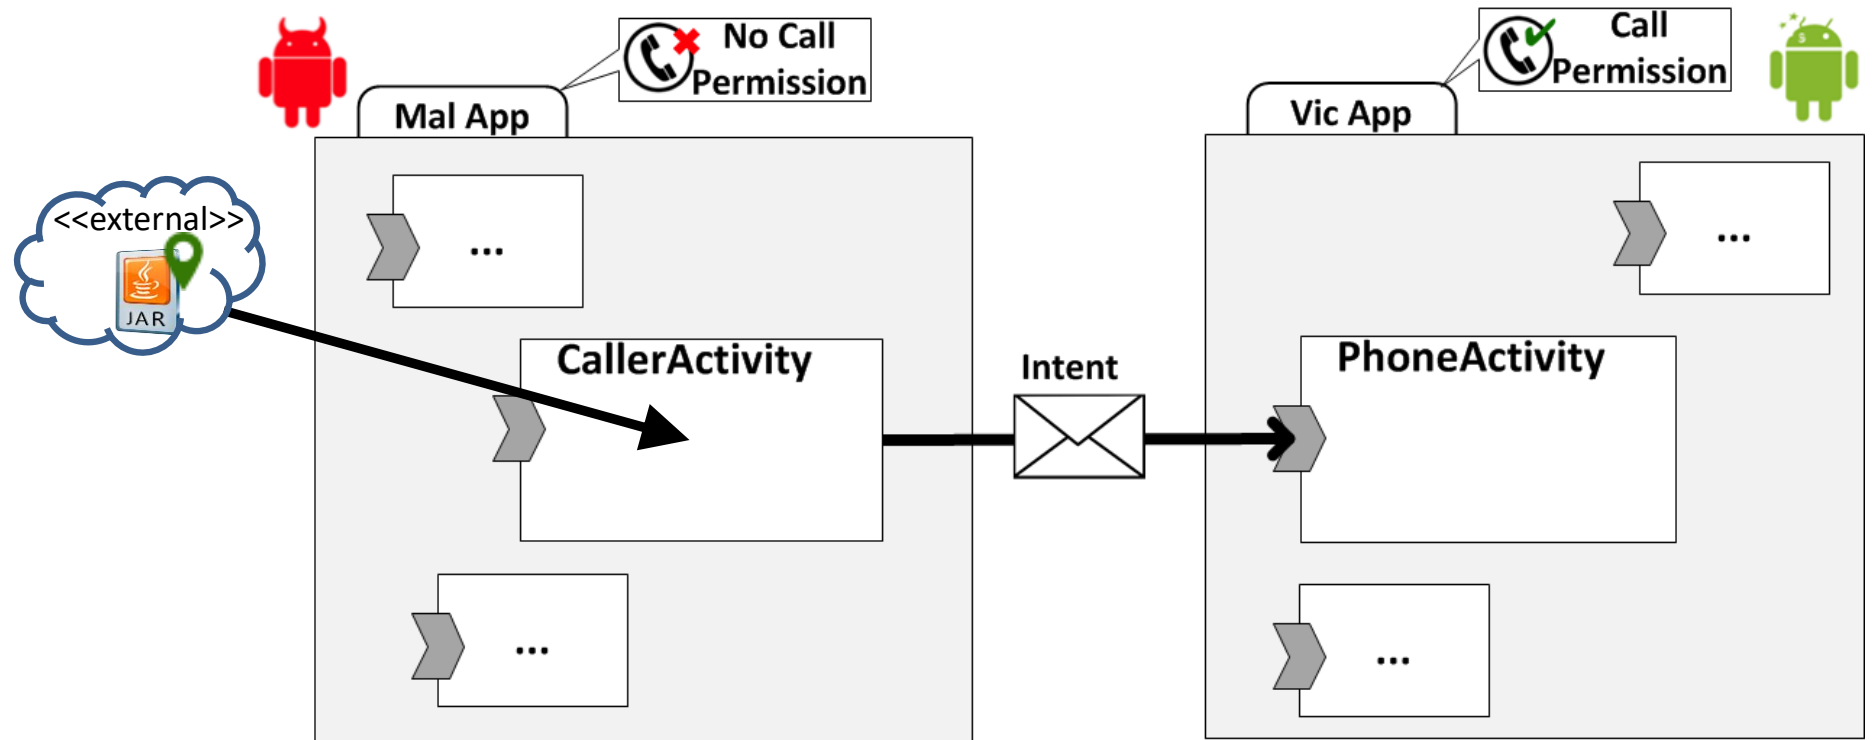 No Call
Permission
Mal App
<<external>>
JAR
...
CallerActivity
...
Intent
Call
Permission
Vic App
...
PhoneActivity
...